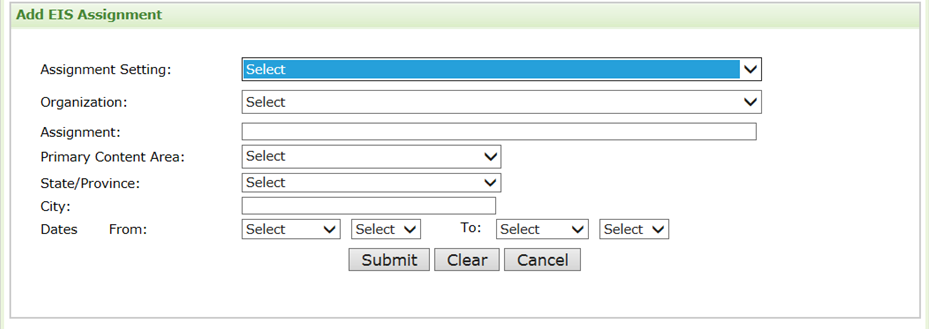 Add EIS Assignment
Assignment Setting: Select
Organization: Select
Assignment:
Primary Content Area: Select
State/Province: Select
City:
Dates From: Select Select To: Select Select
Submit Clear Cancel